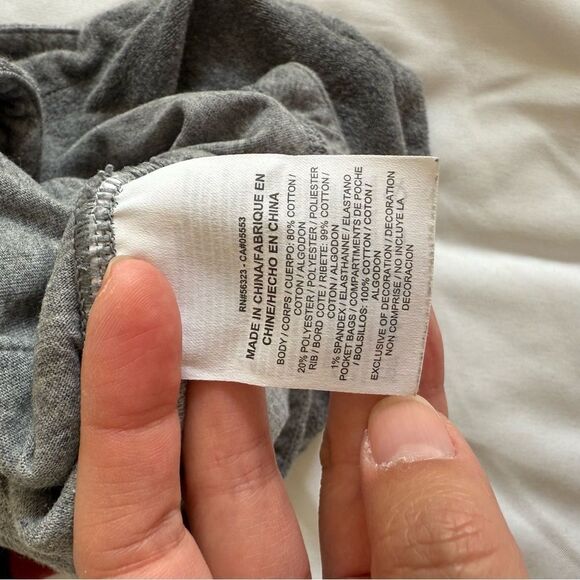 RN#56323 - CA#05553
MADE IN CHINA/FABRIQUE EN
CHINE/HECHO EN CHINA
BODY / CORPS / CUERPO: 80% COTTON /
COTON / ALGODON
20% POLYESTER / POLYESTER / POLIESTER
RIB / BORD COTE / RIBETE: 99% COTTON /
COTON / ALGODON
1% SPANDEX / ELASTHANNE / ELASTANO
POCKET BAGS / COMPARTIMENTS DE POCHE
/ BOLSILLOS: 100% COTTON / COTON /
ALGODON
EXCLUSIVE OF DECORATION / DECORATION
NON COMPRISE / NO INCLUYE LA
DECORACION